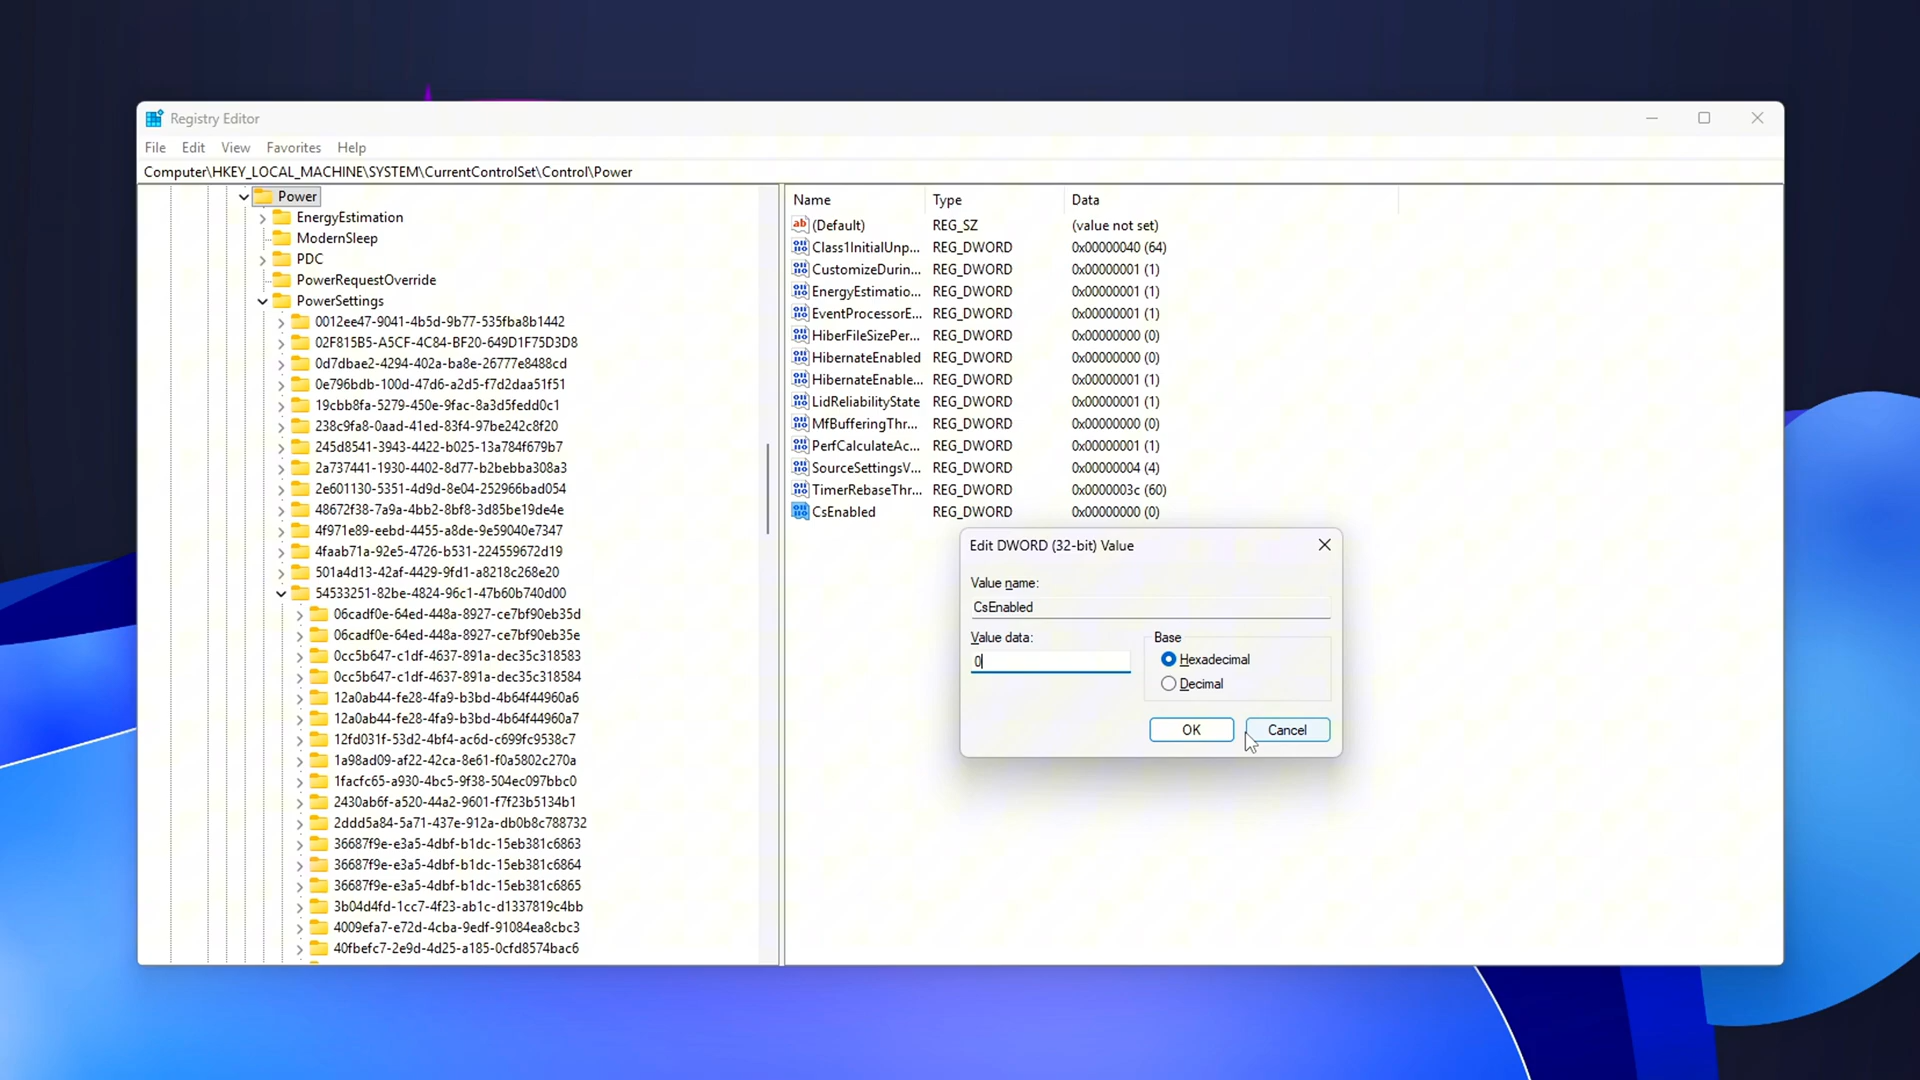 Registry Editor
File Edit View Favorites Help
Computer\HKEY_LOCAL_MACHINE\SYSTEM\CurrentControlSet\Control\Power
Power
EnergyEstimation
ModernSleep
PDC
PowerRequestOverride
PowerSettings
0012ee47-9041-4b5d-9b77-535fba8b1442
02F815B5-A5CF-4C84-BF20-649D1F75D3D8
0d7dbae2-4294-402a-ba8e-26777e8488cd
0e796bdb-100d-47d6-a2d5-f7d2daa51f51
19cbb8fa-5279-450e-9fac-8a3d5fedd0c1
238c9fa8-0aad-41ed-83f4-97be242c8f20
245d8541-3943-4422-b025-13a784f679b7
2a737441-1930-4402-8d77-b2bebba308a3
2e601130-5351-4d9d-8e04-252966bad054
48672f38-7a9a-4bb2-8bf8-3d85be19de4e
4f971e89-eebd-4455-a8de-9e59040e7347
4faab71a-92e5-4726-b531-224559672d19
501a4d13-42af-4429-9fd1-a8218c268e20
54533251-82be-4824-96c1-47b60b740d00
06cadf0e-64ed-448a-8927-ce7bf90eb35d
06cadf0e-64ed-448a-8927-ce7bf90eb35e
0cc5b647-c1df-4637-891a-dec35c318583
0cc5b647-c1df-4637-891a-dec35c318584
12a0ab44-fe28-4fa9-b3bd-4b64f44960a6
12a0ab44-fe28-4fa9-b3bd-4b64f44960a7
12fd031f-53d2-4bf4-ac6d-c699fc9538c7
1a98ad09-af22-42ca-8e61-f0a5802c270a
1facfc65-a930-4bc5-9f38-504ec097bbc0
2430ab6f-a520-44a2-9601-f7f23b5134b1
2ddd5a84-5a71-437e-912a-db0b8c788732
36687f9e-e3a5-4dbf-b1dc-15eb381c6863
36687f9e-e3a5-4dbf-b1dc-15eb381c6864
36687f9e-e3a5-4dbf-b1dc-15eb381c6865
3b04d4fd-1cc7-4f23-ab1c-d1337819c4bb
4009efa7-e72d-4cba-9edf-91084ea8cbc3
40fbefc7-2e9d-4d25-a185-0cfd8574bac6
Name Type Data
(Default) REG_SZ (value not set)
Class1InitialUnp... REG_DWORD 0x00000040 (64)
CustomizeDurin... REG_DWORD 0x00000001 (1)
EnergyEstimatio... REG_DWORD 0x00000001 (1)
EventProcessorE... REG_DWORD 0x00000001 (1)
HiberFileSizePer... REG_DWORD 0x00000000 (0)
HibernateEnabled REG_DWORD 0x00000000 (0)
HibernateEnable... REG_DWORD 0x00000001 (1)
LidReliabilityState REG_DWORD 0x00000001 (1)
MfBufferingThr... REG_DWORD 0x00000000 (0)
PerfCalculateAc... REG_DWORD 0x00000001 (1)
SourceSettingsV... REG_DWORD 0x00000004 (4)
TimerRebaseThr... REG_DWORD 0x0000003c (60)
CsEnabled REG_DWORD 0x00000000 (0)
Edit DWORD (32-bit) Value
Value name:
CsEnabled
Value data: Base
0 Hexadecimal
Decimal
OK Cancel